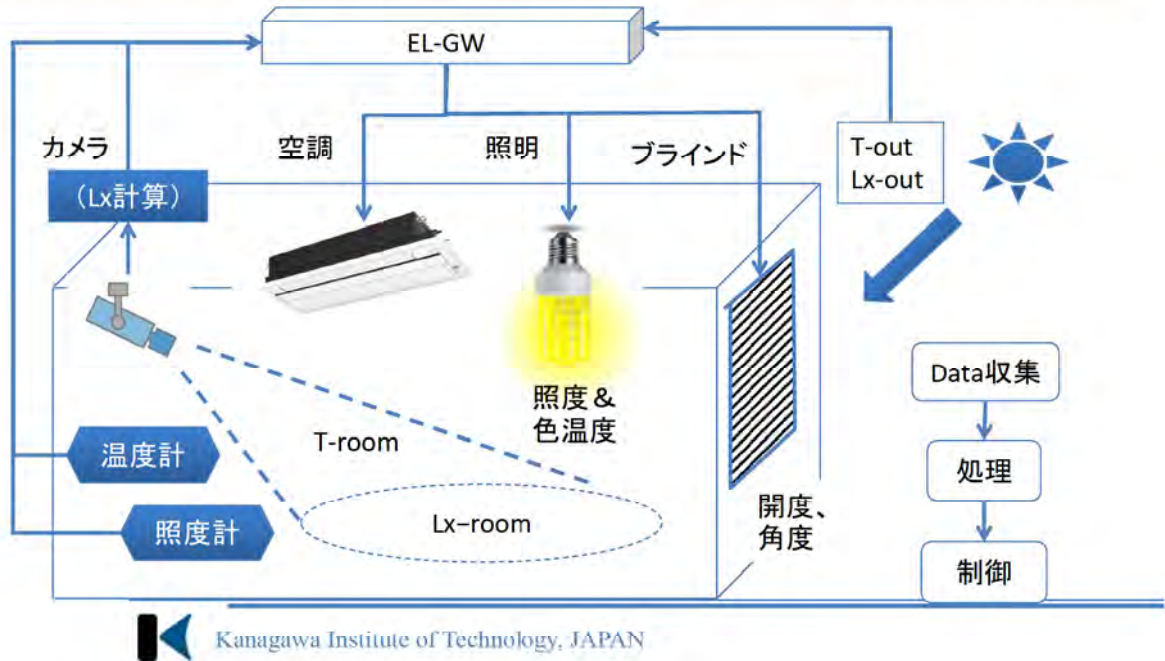 EL-GW
カメラ
空調
照明
ブラインド
T-out
Lx-out
(Lx計算)
照度&
色温度
T-room
温度計
照度計
Lx-room
開度、
角度
Data収集
処理
制御
Kanagawa Institute of Technology, JAPAN